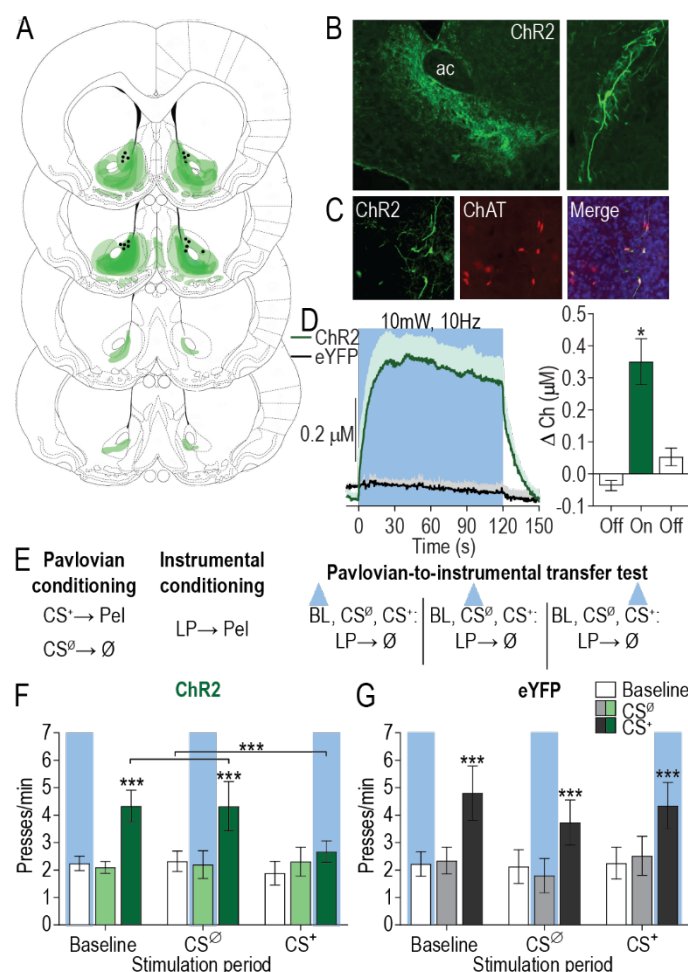 A
B
ChR2
ac
C
ChR2
ChAT
Merge
D
10mW, 10Hz
ChR2
eYFP
0.2 μM
0 30 60 90 120 150
Time (s)
Δ Ch (μM)
0.5
0.4
0.3
0.2
0.1
0.0
-0.1
*
Off On Off
E
Pavlovian
conditioning
CS⁺→ Pel
CS^Ø→ Ø
Instrumental
conditioning
LP→ Pel
Pavlovian-to-instrumental transfer test
BL, CS^Ø, CS⁺:
LP→ Ø
BL, CS^Ø, CS⁺:
LP→ Ø
BL, CS^Ø, CS⁺:
LP→ Ø
F
ChR2
Presses/min
7
6
5
4
3
2
1
0
***
***
***
Baseline CS^Ø CS⁺
Stimulation period
G
eYFP
Baseline
CS^Ø
CS⁺
Presses/min
7
6
5
4
3
2
1
0
***
***
***
Baseline CS^Ø CS⁺
Stimulation period